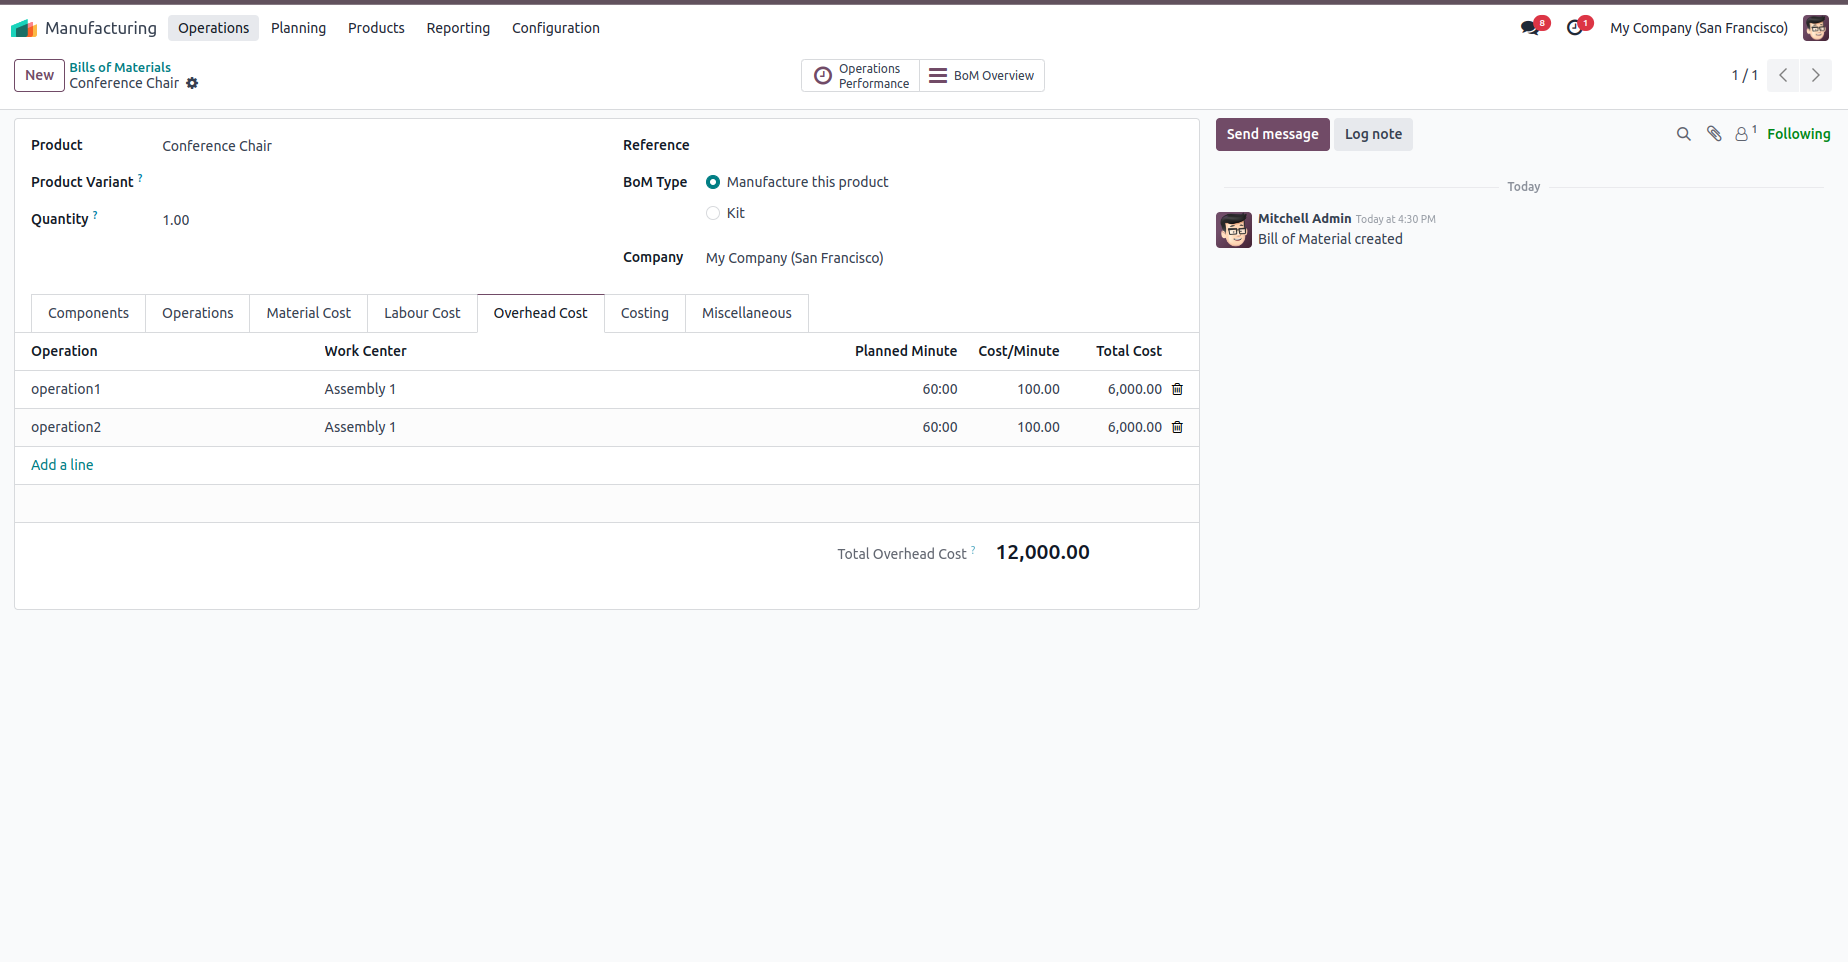 Manufacturing Operations Planning Products Reporting Configuration 8 1 My Company (San Francisco)
New Bills of Materials
Conference Chair
Operations
Performance
BoM Overview
1 / 1
Product Conference Chair
Product Variant ?
Quantity ? 1.00
Reference
BoM Type Manufacture this product
Kit
Company My Company (San Francisco)
Send message Log note 1 Following
Today
Mitchell Admin Today at 4:30 PM
Bill of Material created
Components Operations Material Cost Labour Cost Overhead Cost Costing Miscellaneous
Operation Work Center Planned Minute Cost/Minute Total Cost
operation1 Assembly 1 60:00 100.00 6,000.00
operation2 Assembly 1 60:00 100.00 6,000.00
Add a line
Total Overhead Cost ? 12,000.00